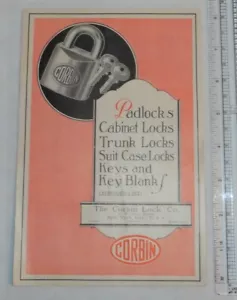 CORBIN
Padlocks
Cabinet Locks
Trunk Locks
Suit Case Locks
Keys and
Key Blanks
The Corbin Lock Co.
CORBIN